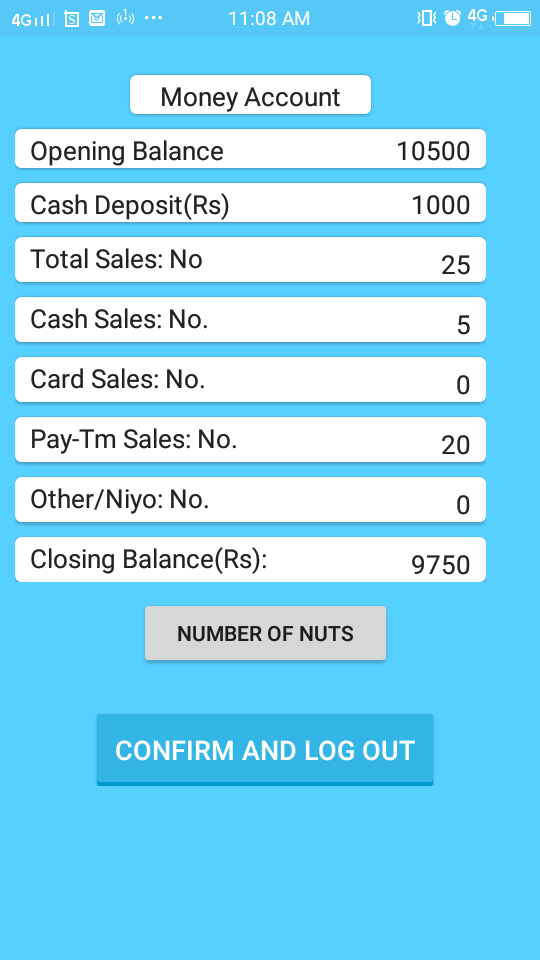 4G 11:08 AM 4G
Money Account
Opening Balance 10500
Cash Deposit(Rs) 1000
Total Sales: No 25
Cash Sales: No. 5
Card Sales: No. 0
Pay-Tm Sales: No. 20
Other/Niyo: No. 0
Closing Balance(Rs): 9750
NUMBER OF NUTS
CONFIRM AND LOG OUT